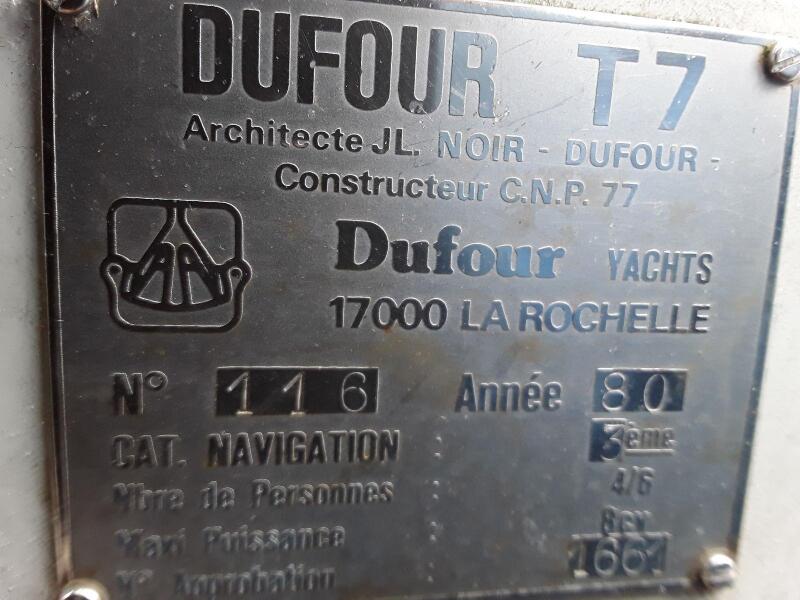 DUFOUR T7
Architecte JL. NOIR - DUFOUR -
Constructeur C.N.P. 77
Dufour YACHTS
17000 LA ROCHELLE
N° 116 Année 80
CAT. NAVIGATION : 3ème
Nbre de Personnes : 4/6
Maxi Puissance : 8cv
N° Approbation 1661